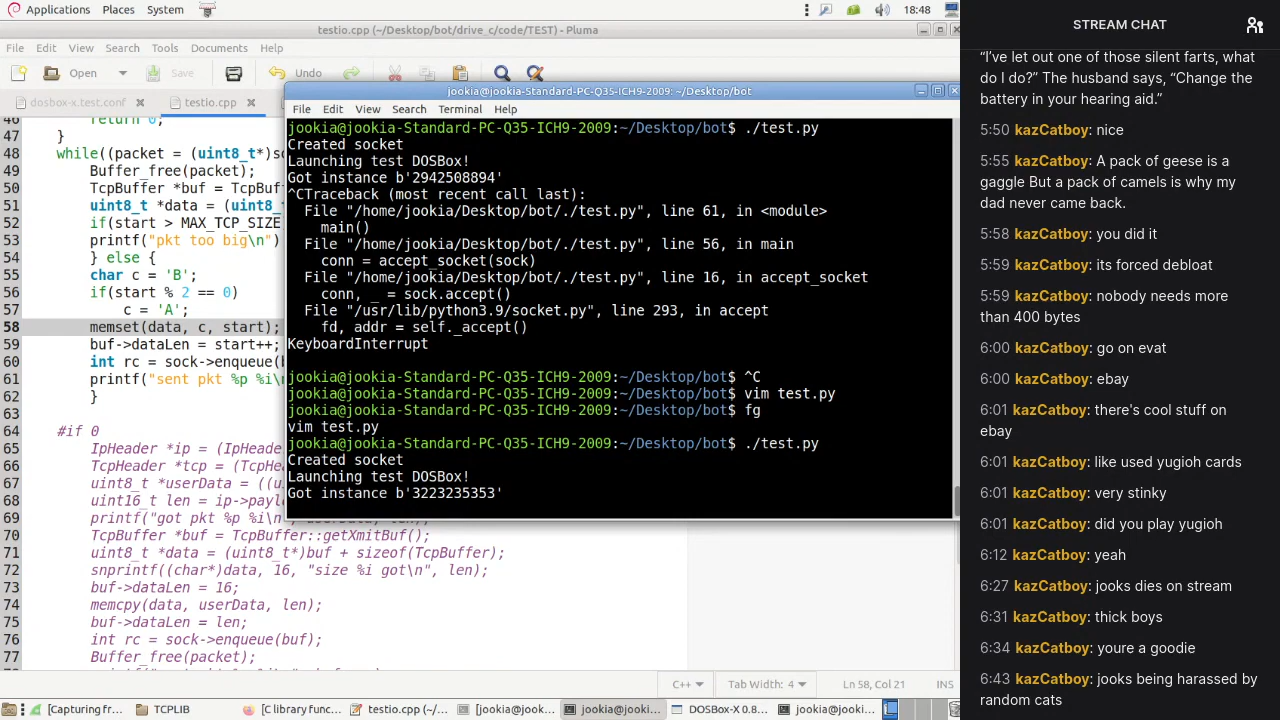 Applications Places System 18:48
testio.cpp (~/Desktop/bot/drive_c/code/TEST) - Pluma
File Edit View Search Tools Documents Help
Open Save Undo
dosbox-x.test.conf testio.cpp
46 return 0;
47 }
48 while((packet = (uint8_t*)so
49 Buffer_free(packet);
50 TcpBuffer *buf = TcpBuff
51 uint8_t *data = (uint8_t
52 if(start > MAX_TCP_SIZE
53 printf("pkt too big\n")
54 } else {
55 char c = 'B';
56 if(start % 2 == 0)
57 c = 'A';
58 memset(data, c, start);
59 buf->dataLen = start++;
60 int rc = sock->enqueue(b
61 printf("sent pkt %p %i\n
62 }
63
64 #if 0
65 IpHeader *ip = (IpHeade
66 TcpHeader *tcp = (TcpHe
67 uint8_t *userData = ((ui
68 uint16_t len = ip->paylo
69 printf("got pkt %p %i\n", userData, len);
70 TcpBuffer *buf = TcpBuffer::getXmitBuf();
71 uint8_t *data = (uint8_t*)buf + sizeof(TcpBuffer);
72 snprintf((char*)data, 16, "size %i got\n", len);
73 buf->dataLen = 16;
74 memcpy(data, userData, len);
75 buf->dataLen = len;
76 int rc = sock->enqueue(buf);
77 Buffer_free(packet);
C++ Tab Width: 4 Ln 58, Col 21 INS
jookia@jookia-Standard-PC-Q35-ICH9-2009: ~/Desktop/bot
File Edit View Search Terminal Help
jookia@jookia-Standard-PC-Q35-ICH9-2009:~/Desktop/bot$ ./test.py
Created socket
Launching test DOSBox!
Got instance b'2942508894'
^CTraceback (most recent call last):
File "/home/jookia/Desktop/bot/./test.py", line 61, in <module>
main()
File "/home/jookia/Desktop/bot/./test.py", line 56, in main
conn = accept_socket(sock)
File "/home/jookia/Desktop/bot/./test.py", line 16, in accept_socket
conn, _ = sock.accept()
File "/usr/lib/python3.9/socket.py", line 293, in accept
fd, addr = self._accept()
KeyboardInterrupt
jookia@jookia-Standard-PC-Q35-ICH9-2009:~/Desktop/bot$ ^C
jookia@jookia-Standard-PC-Q35-ICH9-2009:~/Desktop/bot$ vim test.py
jookia@jookia-Standard-PC-Q35-ICH9-2009:~/Desktop/bot$ fg
vim test.py
jookia@jookia-Standard-PC-Q35-ICH9-2009:~/Desktop/bot$ ./test.py
Created socket
Launching test DOSBox!
Got instance b'3223235353'
[Capturing fr... TCPLIB [C library func... testio.cpp (~/... [jookia@jooki... jookia@jooki... DOSBox-X 0.8... jookia@jooki...
STREAM CHAT
“I’ve let out one of those silent farts, what
do I do?” The husband says, “Change the
battery in your hearing aid.”
5:50 kazCatboy: nice
5:55 kazCatboy: A pack of geese is a
gaggle But a pack of camels is why my
dad never came back.
5:58 kazCatboy: you did it
5:59 kazCatboy: its forced debloat
5:59 kazCatboy: nobody needs more
than 400 bytes
6:00 kazCatboy: go on evat
6:00 kazCatboy: ebay
6:01 kazCatboy: there's cool stuff on
ebay
6:01 kazCatboy: like used yugioh cards
6:01 kazCatboy: very stinky
6:01 kazCatboy: did you play yugioh
6:12 kazCatboy: yeah
6:27 kazCatboy: jooks dies on stream
6:31 kazCatboy: thick boys
6:34 kazCatboy: youre a goodie
6:43 kazCatboy: jooks being harassed by
random cats